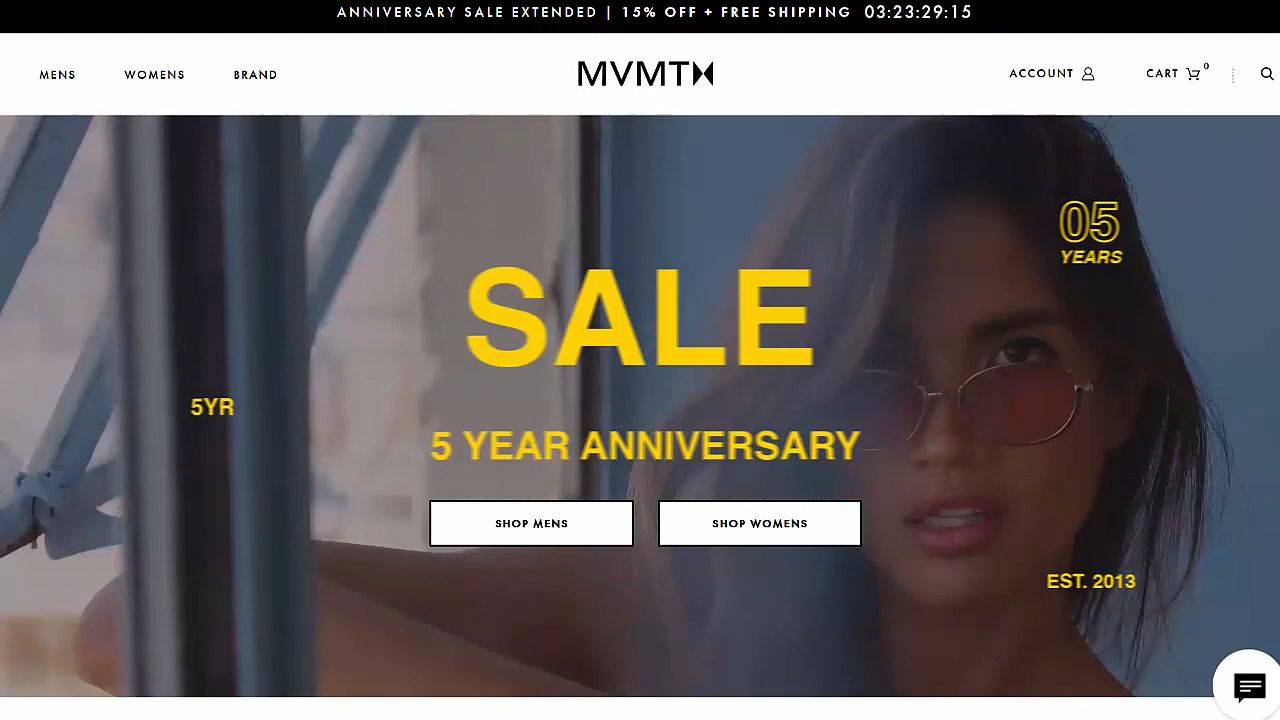 ANNIVERSARY SALE EXTENDED | 15% OFF + FREE SHIPPING 03:23:29:15
MENS WOMENS BRAND MVMT ACCOUNT CART 0
05
YEARS
SALE
5YR
5 YEAR ANNIVERSARY
SHOP MENS SHOP WOMENS
EST. 2013